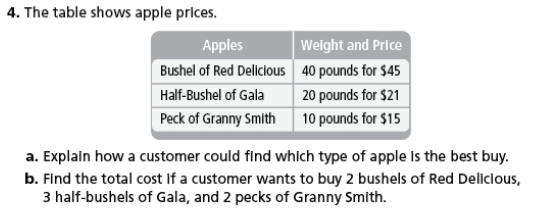 4. The table shows apple prices.
Apples Weight and Price
Bushel of Red Delicious 40 pounds for $45
Half-Bushel of Gala 20 pounds for $21
Peck of Granny Smith 10 pounds for $15
a. Explain how a customer could find which type of apple is the best buy.
b. Find the total cost if a customer wants to buy 2 bushels of Red Delicious,
3 half-bushels of Gala, and 2 pecks of Granny Smith.